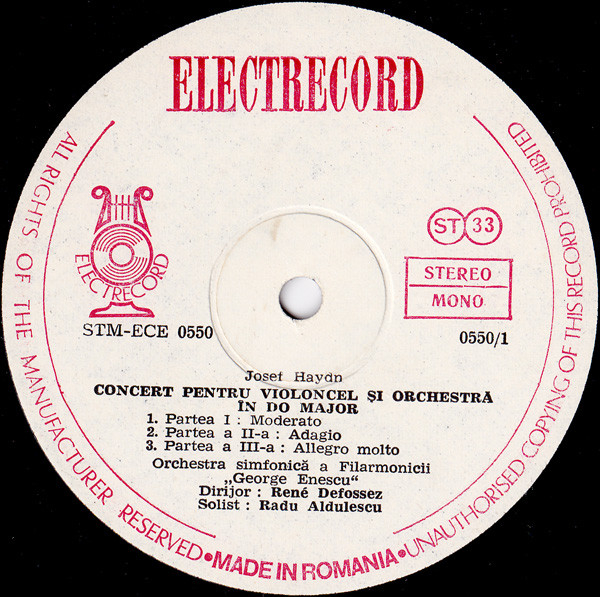 ELECTRECORD
ALL RIGHTS OF THE MANUFACTURER RESERVED • MADE IN ROMANIA • UNAUTHORISED COPYING OF THIS RECORD PROHIBITED
ELECTRECORD
ST 33
STEREO
MONO
STM-ECE 0550
0550/1
Josef Haydn
CONCERT PENTRU VIOLONCEL ŞI ORCHESTRĂ
ÎN DO MAJOR
1. Partea I : Moderato
2. Partea a II-a : Adagio
3. Partea a III-a : Allegro molto
Orchestra simfonică a Filarmonicii
„George Enescu“
Dirijor : René Defossez
Solist : Radu Aldulescu